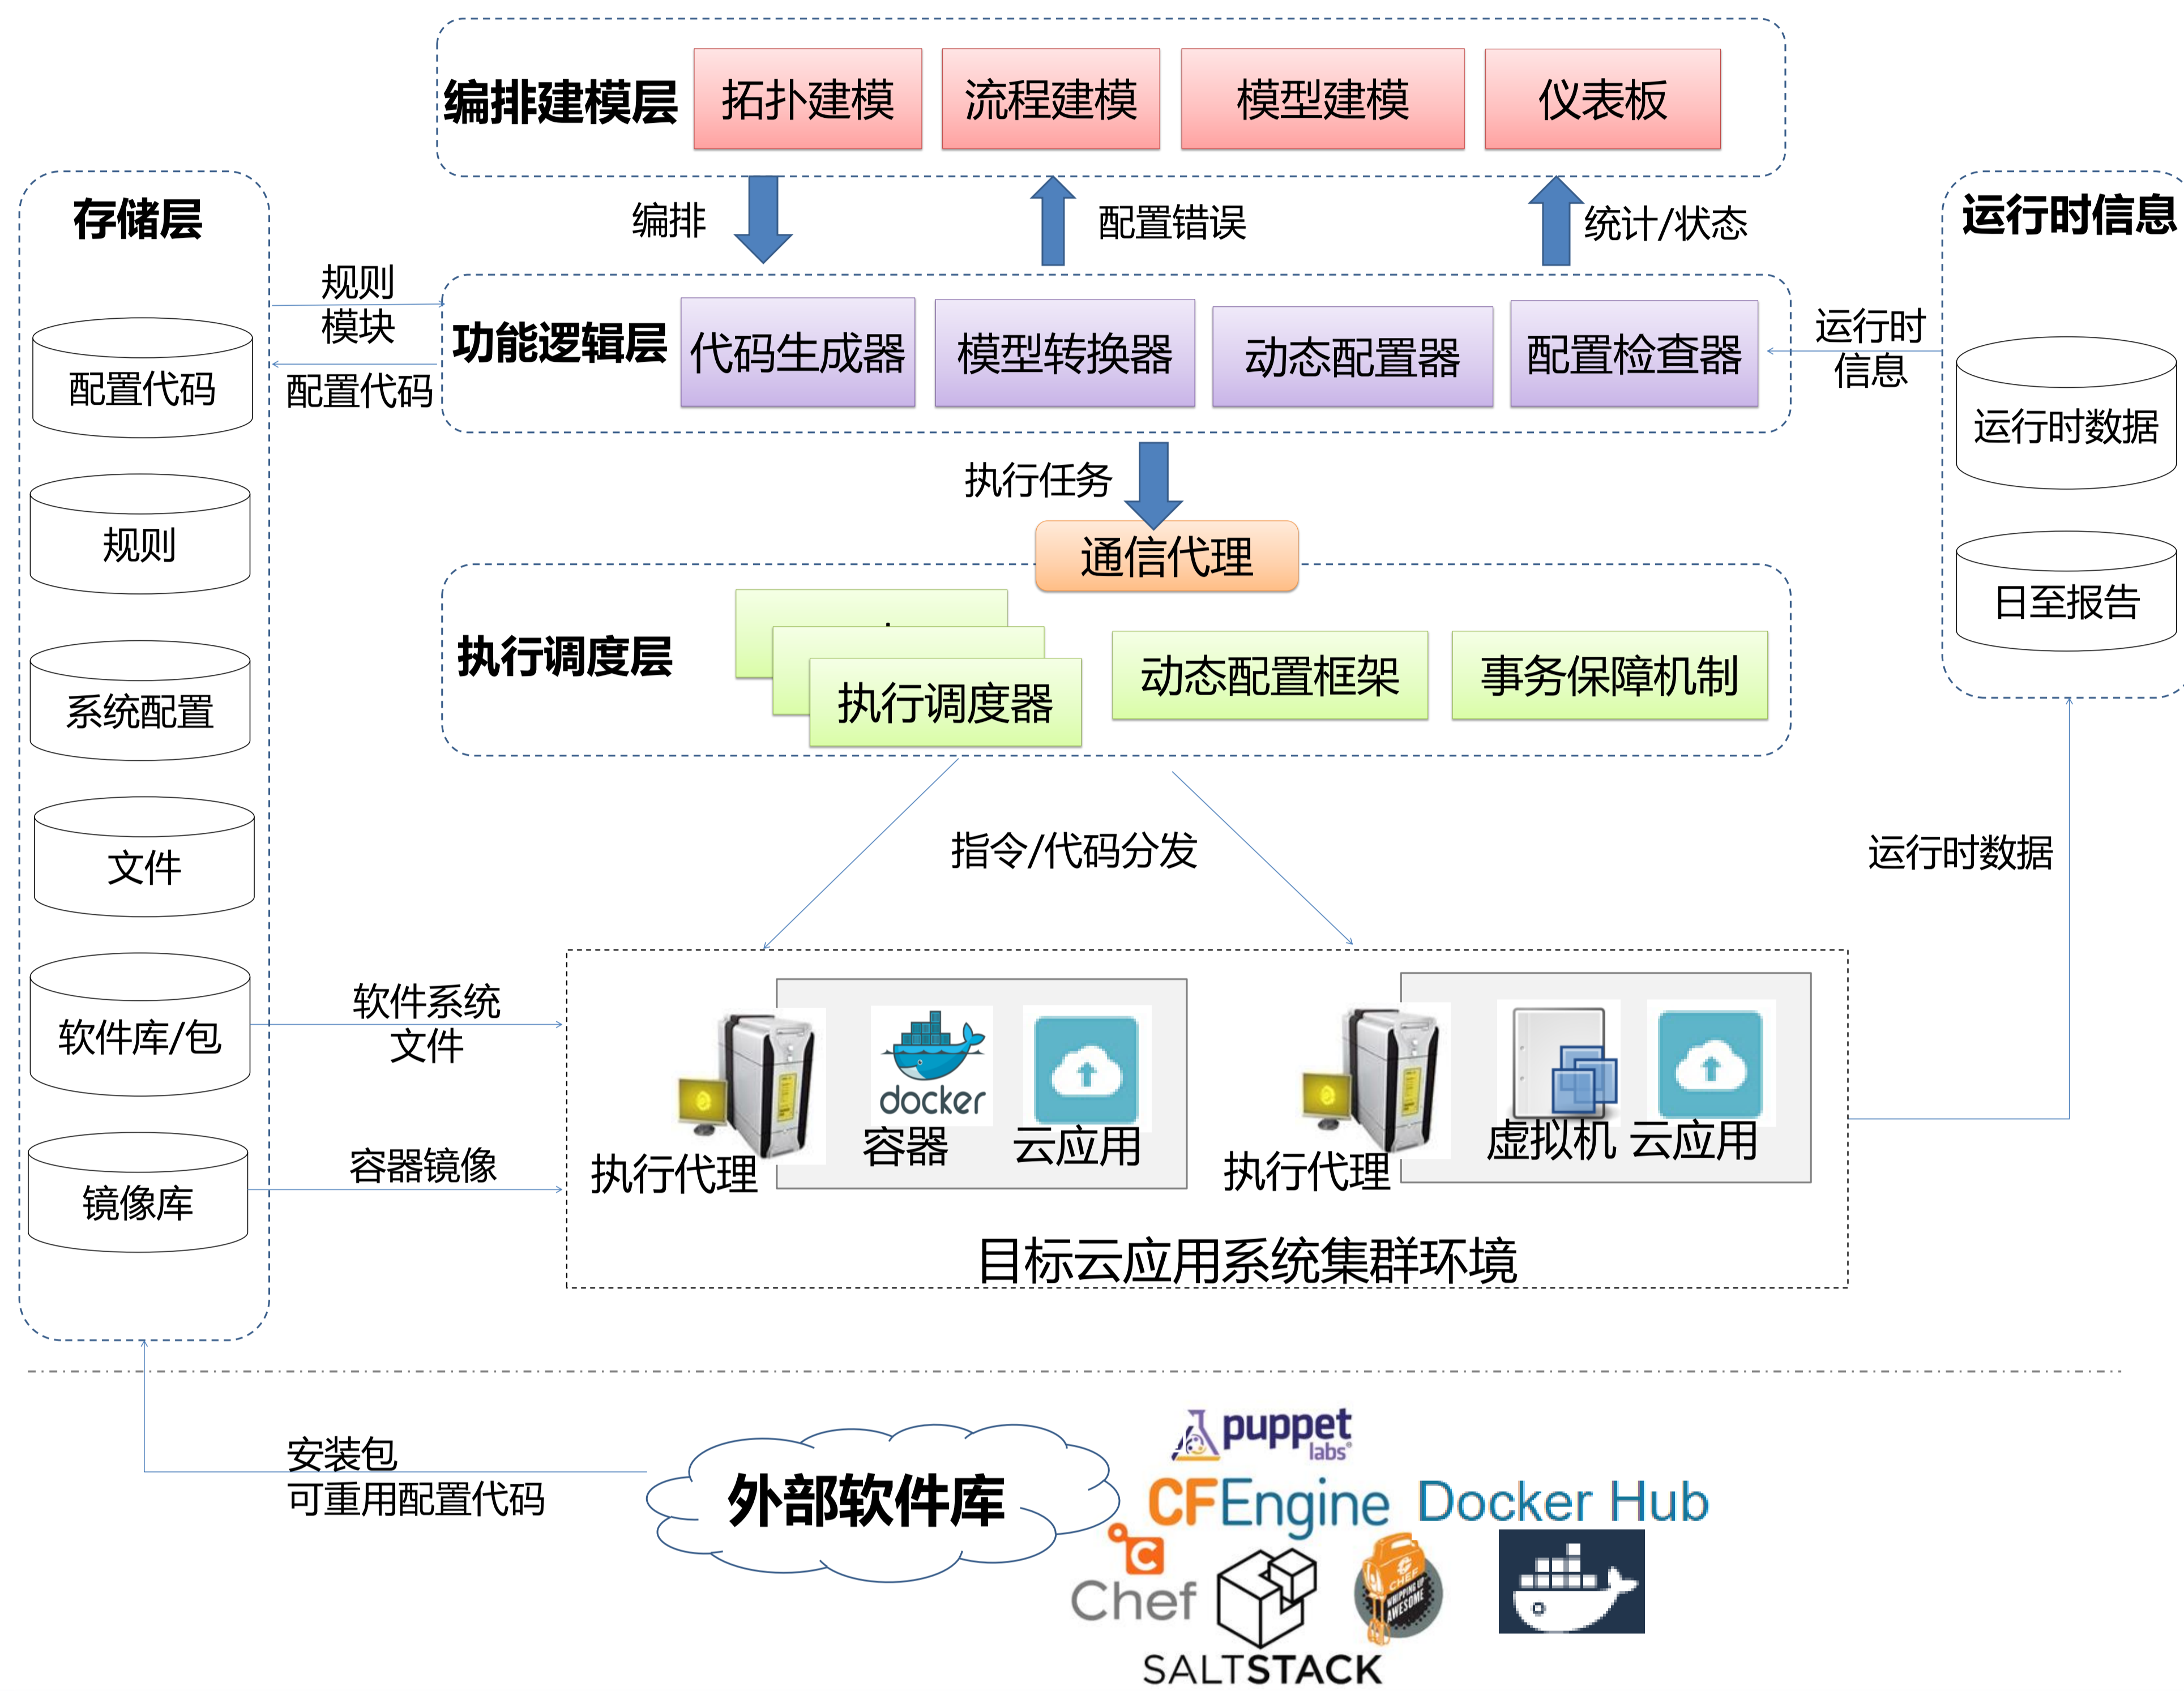 编排建模层
拓扑建模
流程建模
模型建模
仪表板
编排
配置错误
统计/状态
存储层
配置代码
规则
系统配置
文件
软件库/包
镜像库
规则
模块
配置代码
功能逻辑层
代码生成器
模型转换器
动态配置器
配置检查器
运行时
信息
运行时信息
运行时数据
日至报告
执行任务
通信代理
执行调度层
执行调度器
动态配置框架
事务保障机制
指令/代码分发
运行时数据
软件系统
文件
容器镜像
执行代理
docker
容器
云应用
执行代理
虚拟机
云应用
目标云应用系统集群环境
安装包
可重用配置代码
外部软件库
puppet
labs®
CFEngine
Docker Hub
Chef
CHEF
WHIPPING UP
AWESOME
SALTSTACK